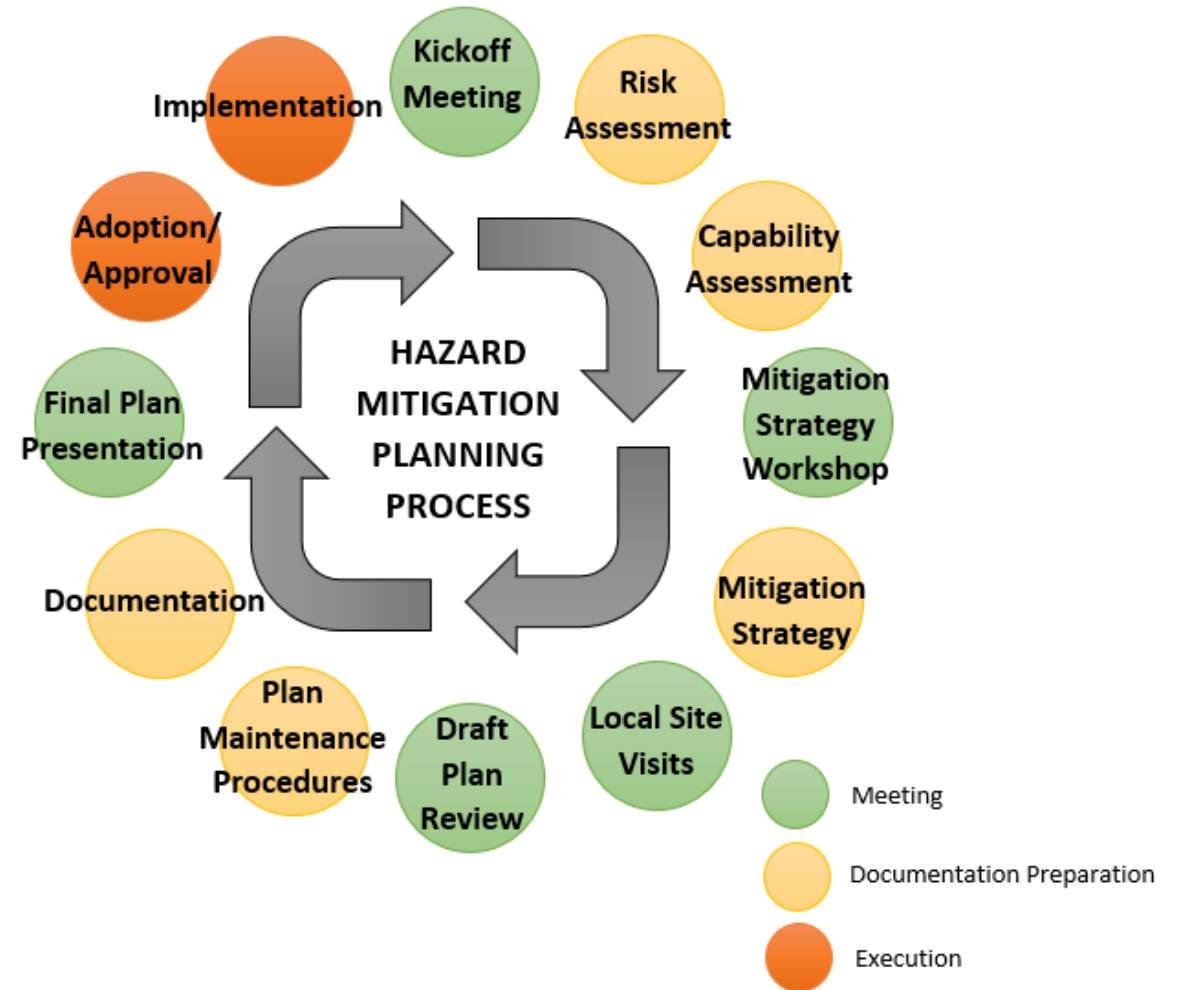 Kickoff
Meeting
Risk
Assessment
Capability
Assessment
Mitigation
Strategy
Workshop
Mitigation
Strategy
Local Site
Visits
Draft
Plan
Review
Plan
Maintenance
Procedures
Documentation
Final Plan
Presentation
Adoption/
Approval
Implementation
HAZARD
MITIGATION
PLANNING
PROCESS
Meeting
Documentation Preparation
Execution